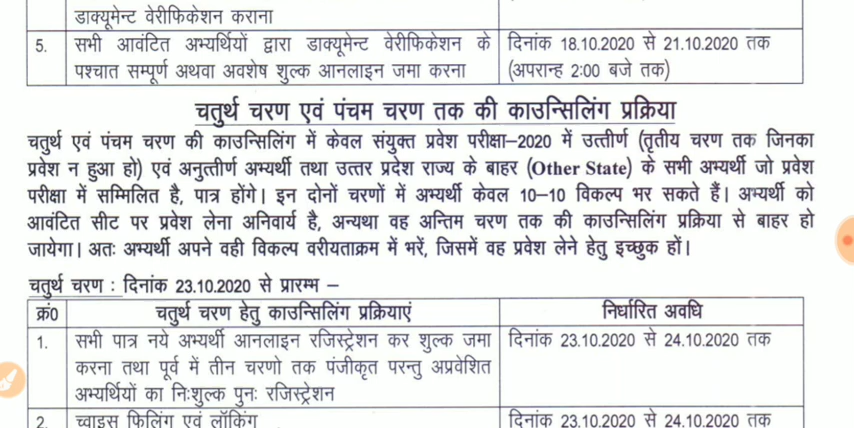 डाक्यूमेन्ट वेरीफिकेशन कराना
5. सभी आवंटित अभ्यर्थियों द्वारा डाक्यूमेन्ट वेरीफिकेशन के दिनांक 18.10.2020 से 21.10.2020 तक
पश्चात सम्पूर्ण अथवा अवशेष शुल्क आनलाइन जमा करना (अपरान्ह 2:00 बजे तक)
चतुर्थ चरण एवं पंचम चरण तक की काउन्सिलिंग प्रक्रिया
चतुर्थ एवं पंचम चरण की काउन्सिलिंग में केवल संयुक्त प्रवेश परीक्षा–2020 में उत्तीर्ण (तृतीय चरण तक जिनका
प्रवेश न हुआ हो) एवं अनुत्तीर्ण अभ्यर्थी तथा उत्तर प्रदेश राज्य के बाहर (Other State) के सभी अभ्यर्थी जो प्रवेश
परीक्षा में सम्मिलित है, पात्र होंगे। इन दोनों चरणों में अभ्यर्थी केवल 10–10 विकल्प भर सकते हैं। अभ्यर्थी को
आवंटित सीट पर प्रवेश लेना अनिवार्य है, अन्यथा वह अन्तिम चरण तक की काउन्सिलिंग प्रक्रिया से बाहर हो
जायेगा। अतः अभ्यर्थी अपने वही विकल्प वरीयताक्रम में भरें, जिसमें वह प्रवेश लेने हेतु इच्छुक हों।
चतुर्थ चरण : दिनांक 23.10.2020 से प्रारम्भ –
क्रं0 चतुर्थ चरण हेतु काउन्सिलिंग प्रक्रियाएं निर्धारित अवधि
1. सभी पात्र नये अभ्यर्थी आनलाइन रजिस्ट्रेशन कर शुल्क जमा दिनांक 23.10.2020 से 24.10.2020 तक
करना तथा पूर्व में तीन चरणो तक पंजीकृत परन्तु अप्रवेशित
अभ्यर्थियों का निःशुल्क पुनः रजिस्ट्रेशन
2. च्वाइस फिलिंग एवं लॉकिंग दिनांक 23.10.2020 से 24.10.2020 तक